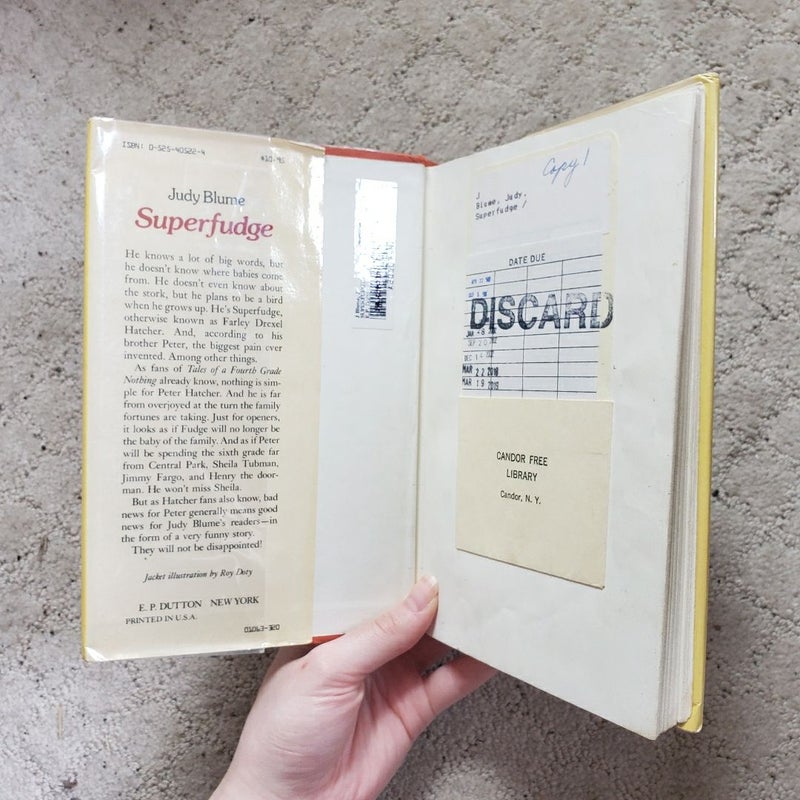 ISBN: 0-525-40522-4
$10.95
Judy Blume
Superfudge
He knows a lot of big words, but
he doesn't know where babies come
from. He doesn't even know about
the stork, but he plans to be a bird
when he grows up. He's Superfudge,
otherwise known as Farley Drexel
Hatcher. And, according to his
brother Peter, the biggest pain ever
invented. Among other things.
As fans of Tales of a Fourth Grade
Nothing already know, nothing is sim-
ple for Peter Hatcher. And he is far
from overjoyed at the turn the family
fortunes are taking. Just for openers,
it looks as if Fudge will no longer be
the baby of the family. And as if Peter
will be spending the sixth grade far
from Central Park, Sheila Tubman,
Jimmy Fargo, and Henry the door-
man. He won't miss Sheila.
But as Hatcher fans also know, bad
news for Peter generally means good
news for Judy Blume's readers—in
the form of a very funny story.
They will not be disappointed!
Jacket illustration by Roy Doty
E. P. DUTTON NEW YORK
PRINTED IN U.S.A.
01063-320
Copy 1
J
Blume, Judy.
Superfudge
DATE DUE
DISCARD
MAR 22 2018
MAR 19 2019
CANDOR FREE
LIBRARY
Candor, N. Y.